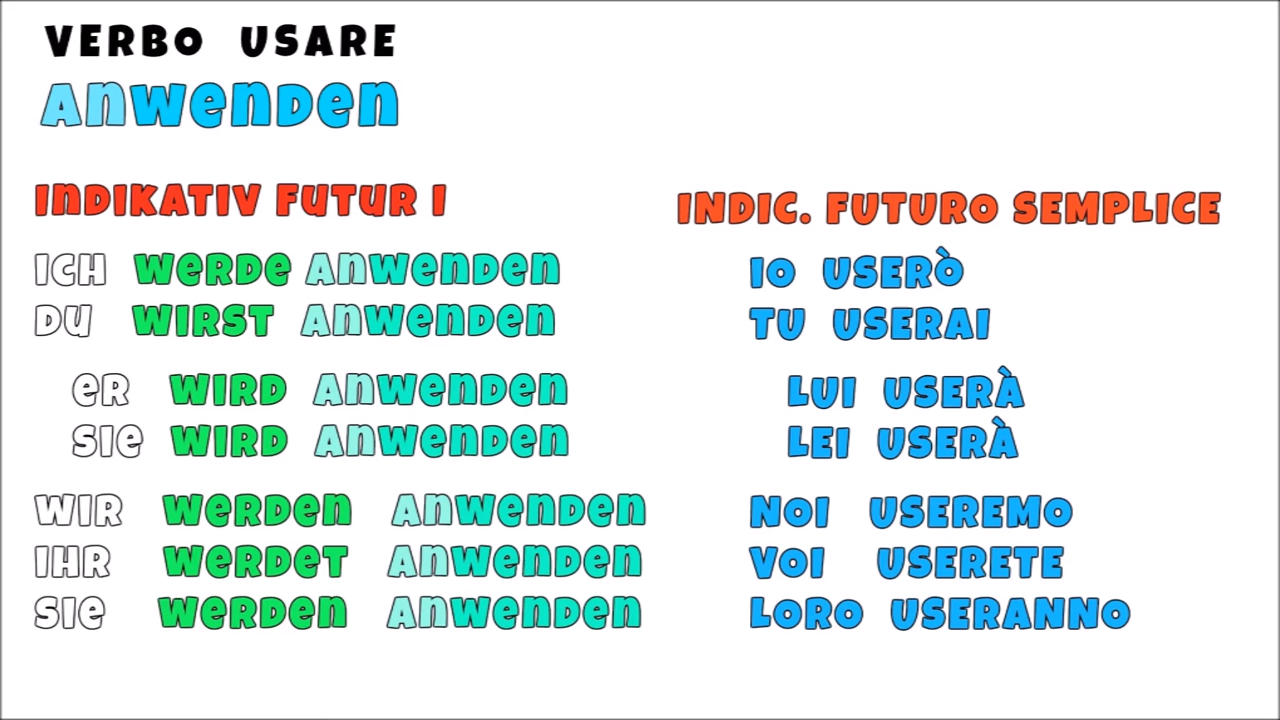 VERBO USARE
Anwenden
INDIKATIV FUTUR I
ICH werde Anwenden
DU WIRST Anwenden
er WIRD Anwenden
SIe WIRD Anwenden
WIR werden Anwenden
IHR werdet Anwenden
SIe werden Anwenden
INDIC. FUTURO SEMPLICE
IO USERÒ
TU USERAI
LUI USERÀ
LEI USERÀ
NOI USEREMO
VOI USERETE
LORO USERANNO